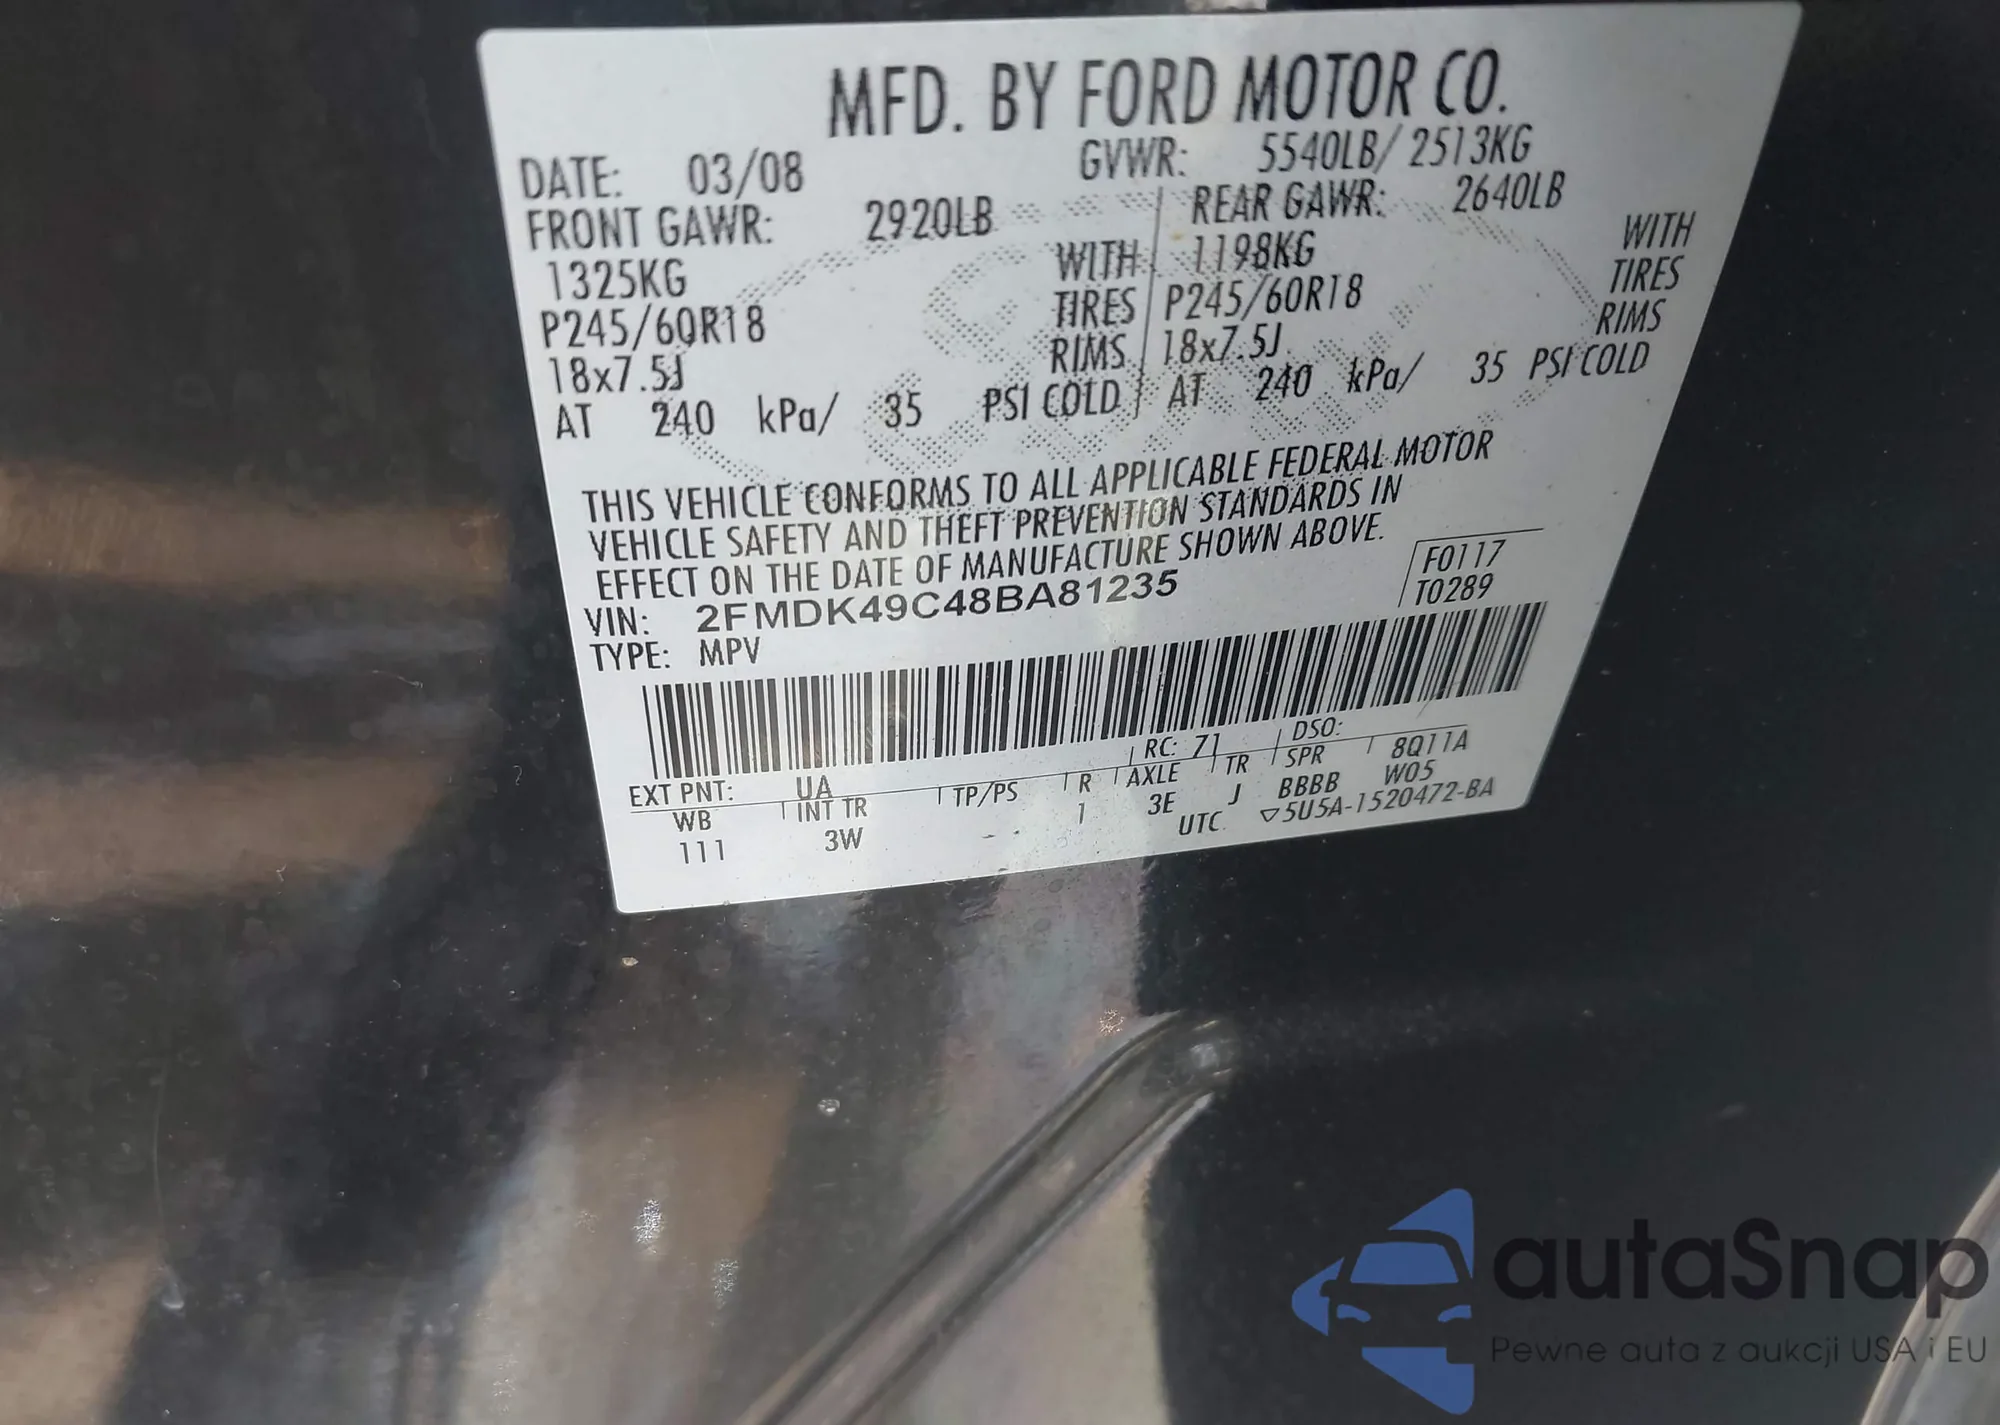 MFD. BY FORD MOTOR CO.
DATE: 03/08 GVWR: 5540LB/ 2513KG
FRONT GAWR: 2920LB REAR GAWR: 2640LB
1325KG WITH 1198KG WITH
P245/60R18 TIRES P245/60R18 TIRES
18x7.5J RIMS 18x7.5J RIMS
AT 240 kPa/ 35 PSI COLD AT 240 kPa/ 35 PSI COLD
THIS VEHICLE CONFORMS TO ALL APPLICABLE FEDERAL MOTOR
VEHICLE SAFETY AND THEFT PREVENTION STANDARDS IN
EFFECT ON THE DATE OF MANUFACTURE SHOWN ABOVE.
VIN: 2FMDK49C48BA81235 F0117
TYPE: MPV T0289
EXT PNT: UA RC: 71 DSO:
WB INT TR TP/PS R AXLE TR SPR 8Q11A
111 3W 1 3E J BBBB W05
UTC ▽5U5A-1520472-BA
autaSnap
Pewne auta z aukcji USA i EU